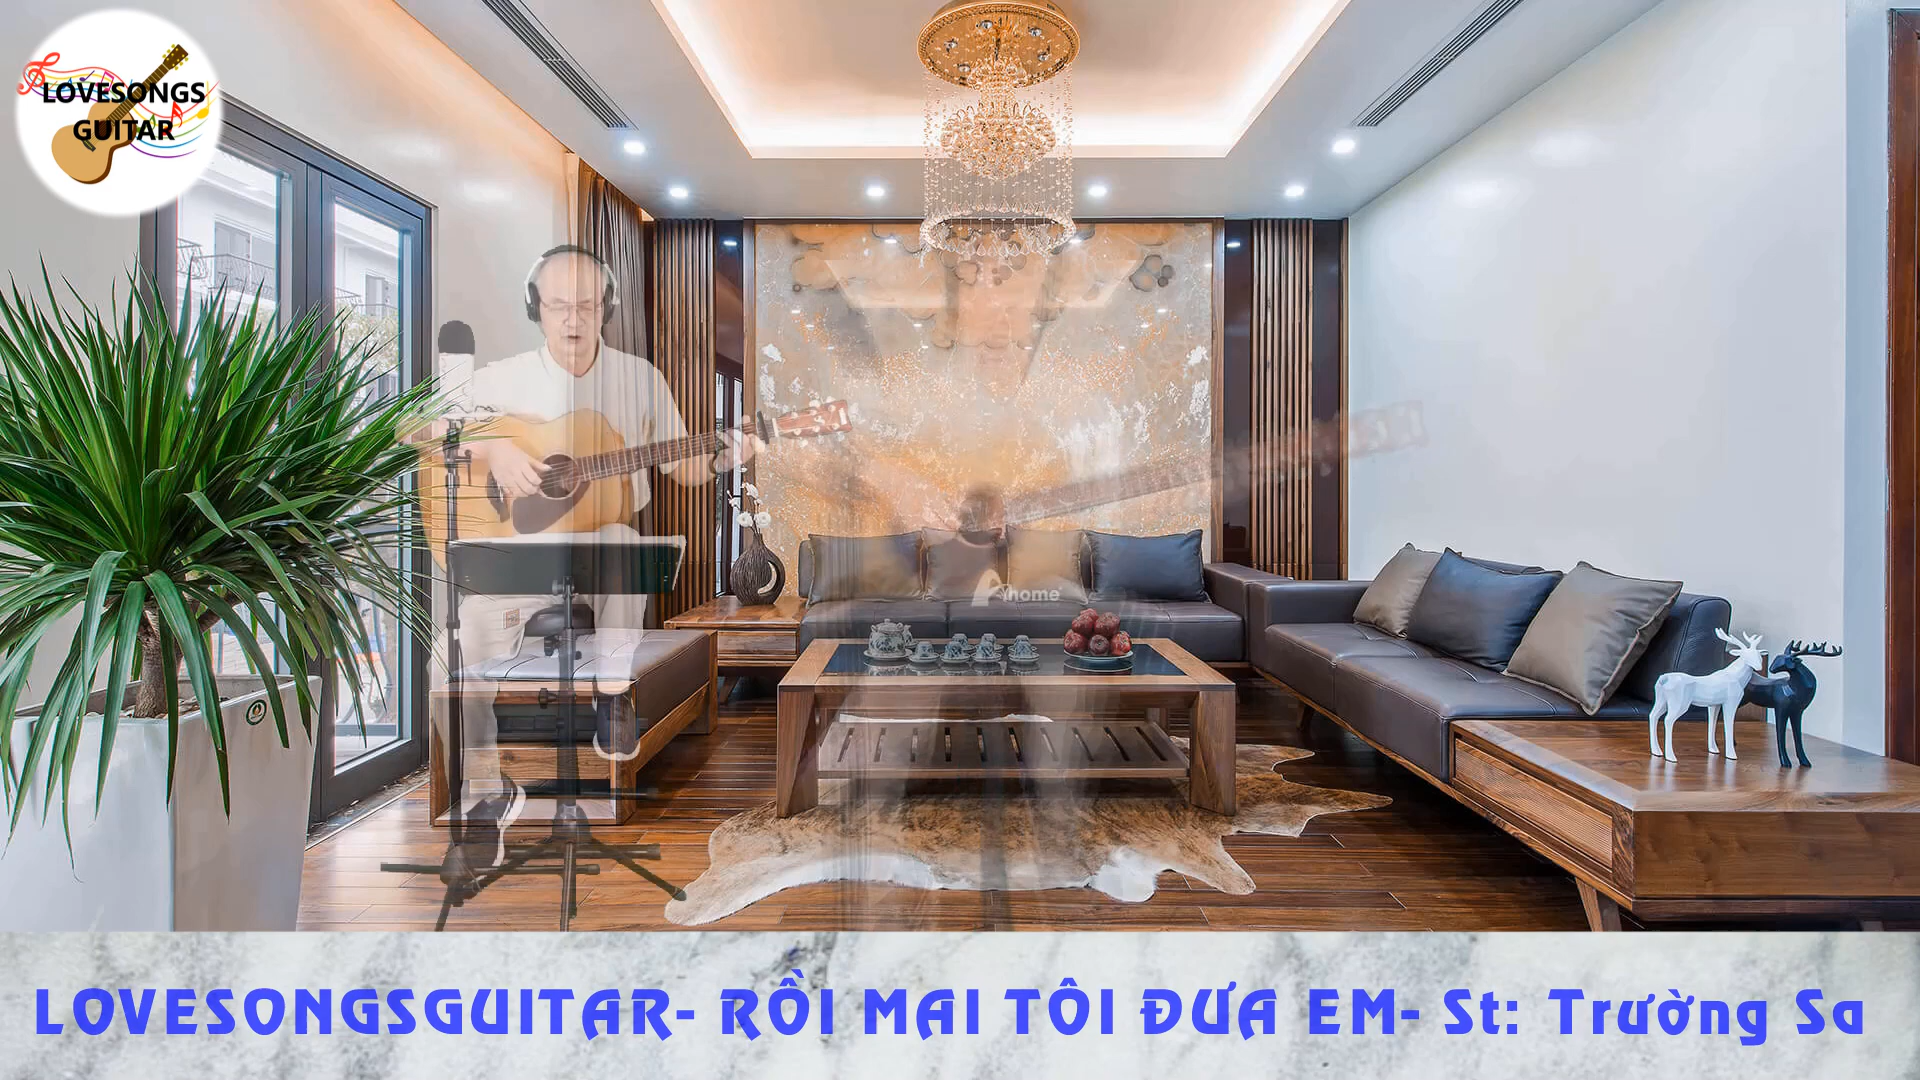 LOVESONGS
GUITAR
home
LOVESONGSGUITAR- RỒI MAI TÔI ĐƯA EM- St: Trường Sa